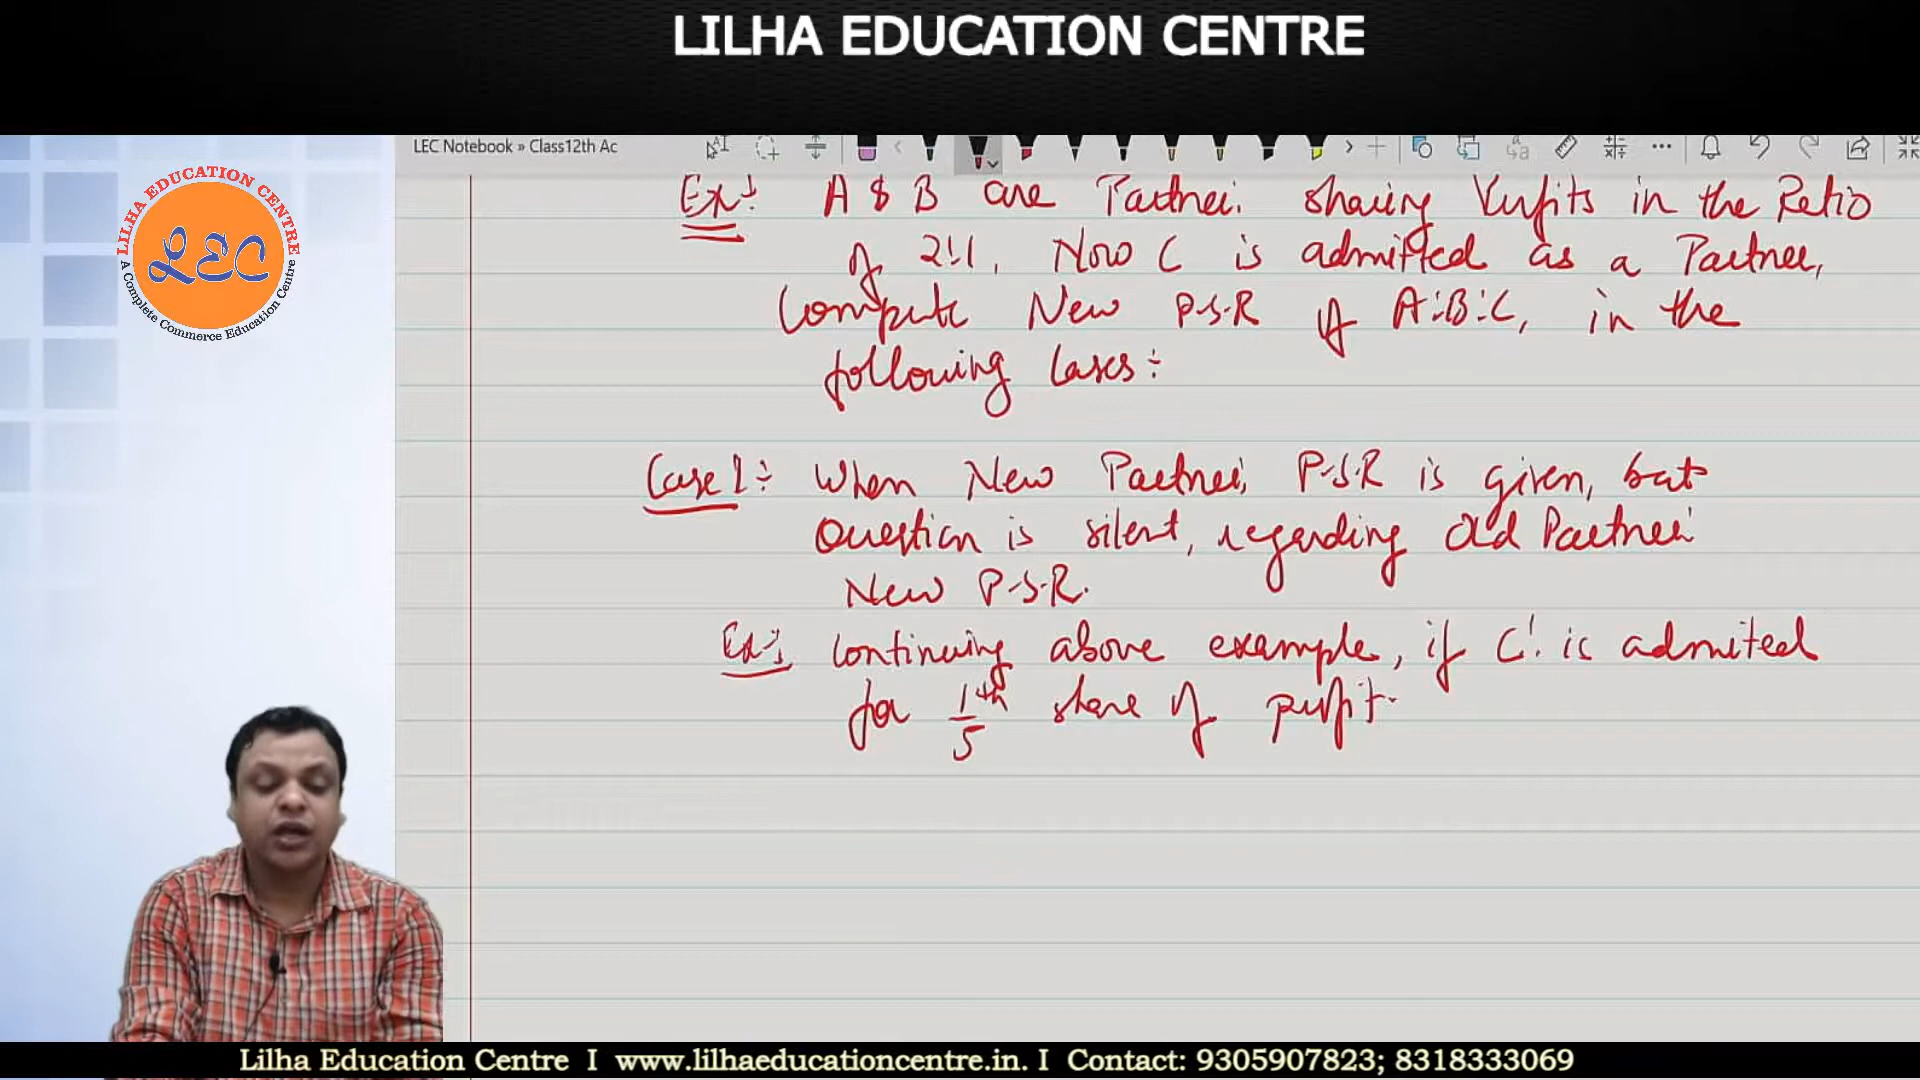 LILHA EDUCATION CENTRE
LEC Notebook » Class12th Ac
LILHA EDUCATION CENTRE
LEC
A Complete Commerce Education Centre
Ex:- A & B are Partner. sharing Profits in the Ratio
of 2:1. Now C is admitted as a Partner,
Compute New P.S.R of A:B:C, in the
following Cases:-
Case 1:- When New Partner, P.S.R is given, but
Question is silent, regarding Old Partner
New P.S.R.
Ex:- Continuing above example, if C! is admited
for 1/5th share of profit.
Lilha Education Centre I www.lilhaeducationcentre.in. I Contact: 9305907823; 8318333069